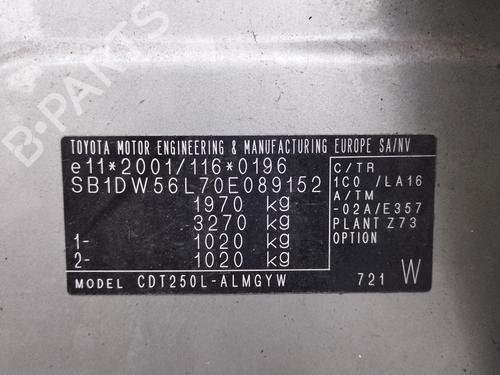 B-PARTS
TOYOTA MOTOR ENGINEERING & MANUFACTURING EUROPE SA/NV
e11*2001/116*0196
SB1DW56L70E089152
1970 kg
3270 kg
1- 1020 kg
2- 1020 kg
C/TR
1C0 /LA16
A/TM
-02A/E357
PLANT Z73
OPTION
MODEL CDT250L-ALMGYW
721 W